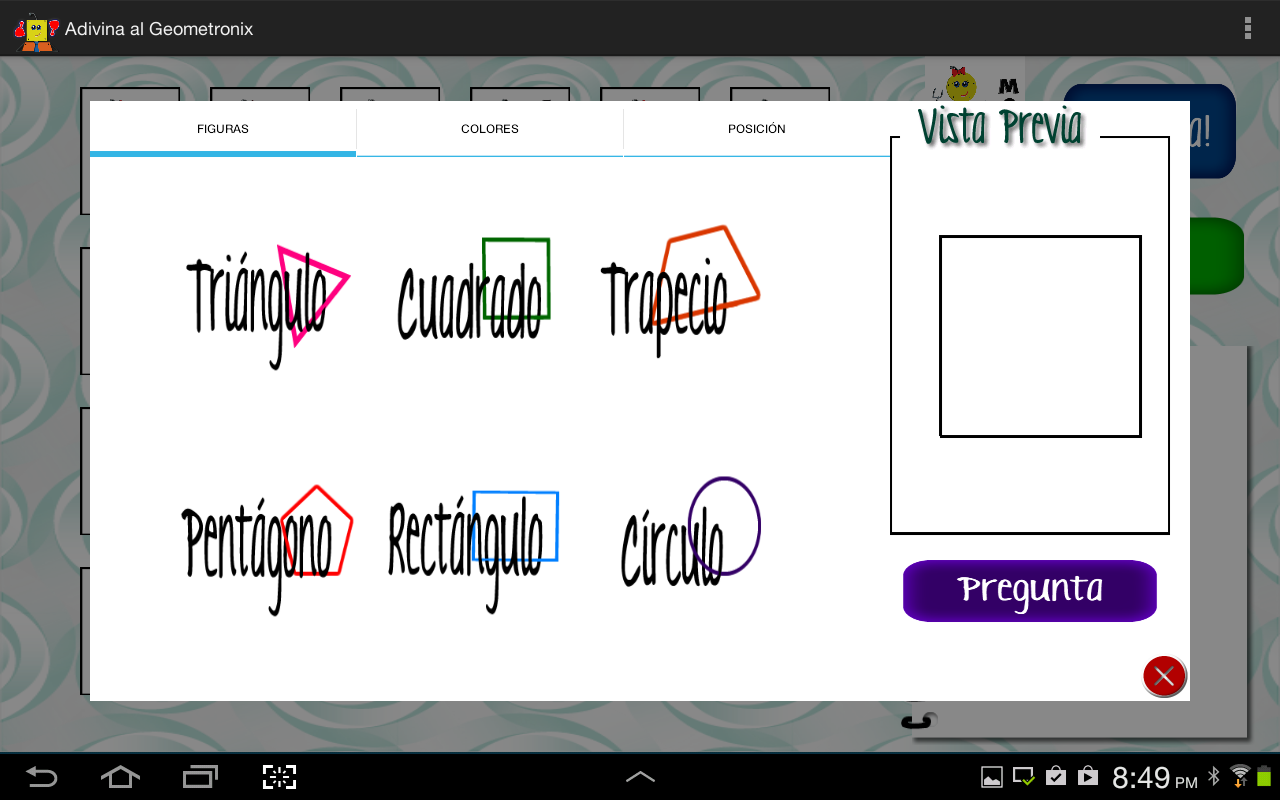 Adivina al Geometronix
FIGURAS COLORES POSICIÓN
Vista Previa
Triángulo Cuadrado Trapecio
Pentágono Rectángulo Círculo
Pregunta
8:49 PM